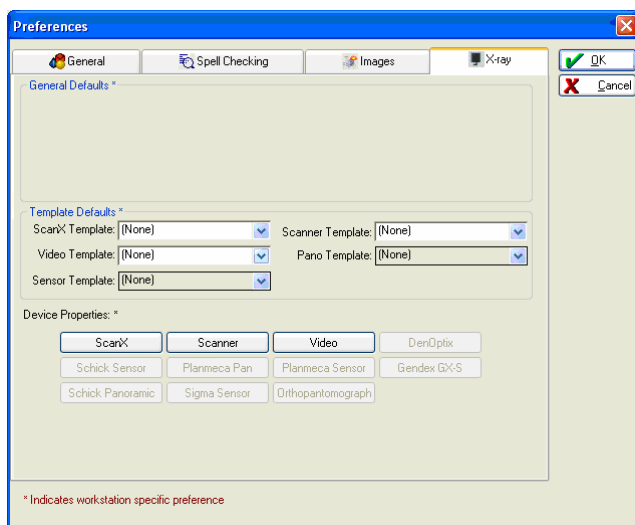 Preferences
General
Spell Checking
Images
X-ray
OK
Cancel
General Defaults *
Template Defaults *
ScanX Template: (None)
Scanner Template: (None)
Video Template: (None)
Pano Template: (None)
Sensor Template: (None)
Device Properties: *
ScanX Scanner Video DenOptix
Schick Sensor Planmeca Pan Planmeca Sensor Gendex GX-S
Schick Panoramic Sigma Sensor Orthopantomograph
* Indicates workstation specific preference